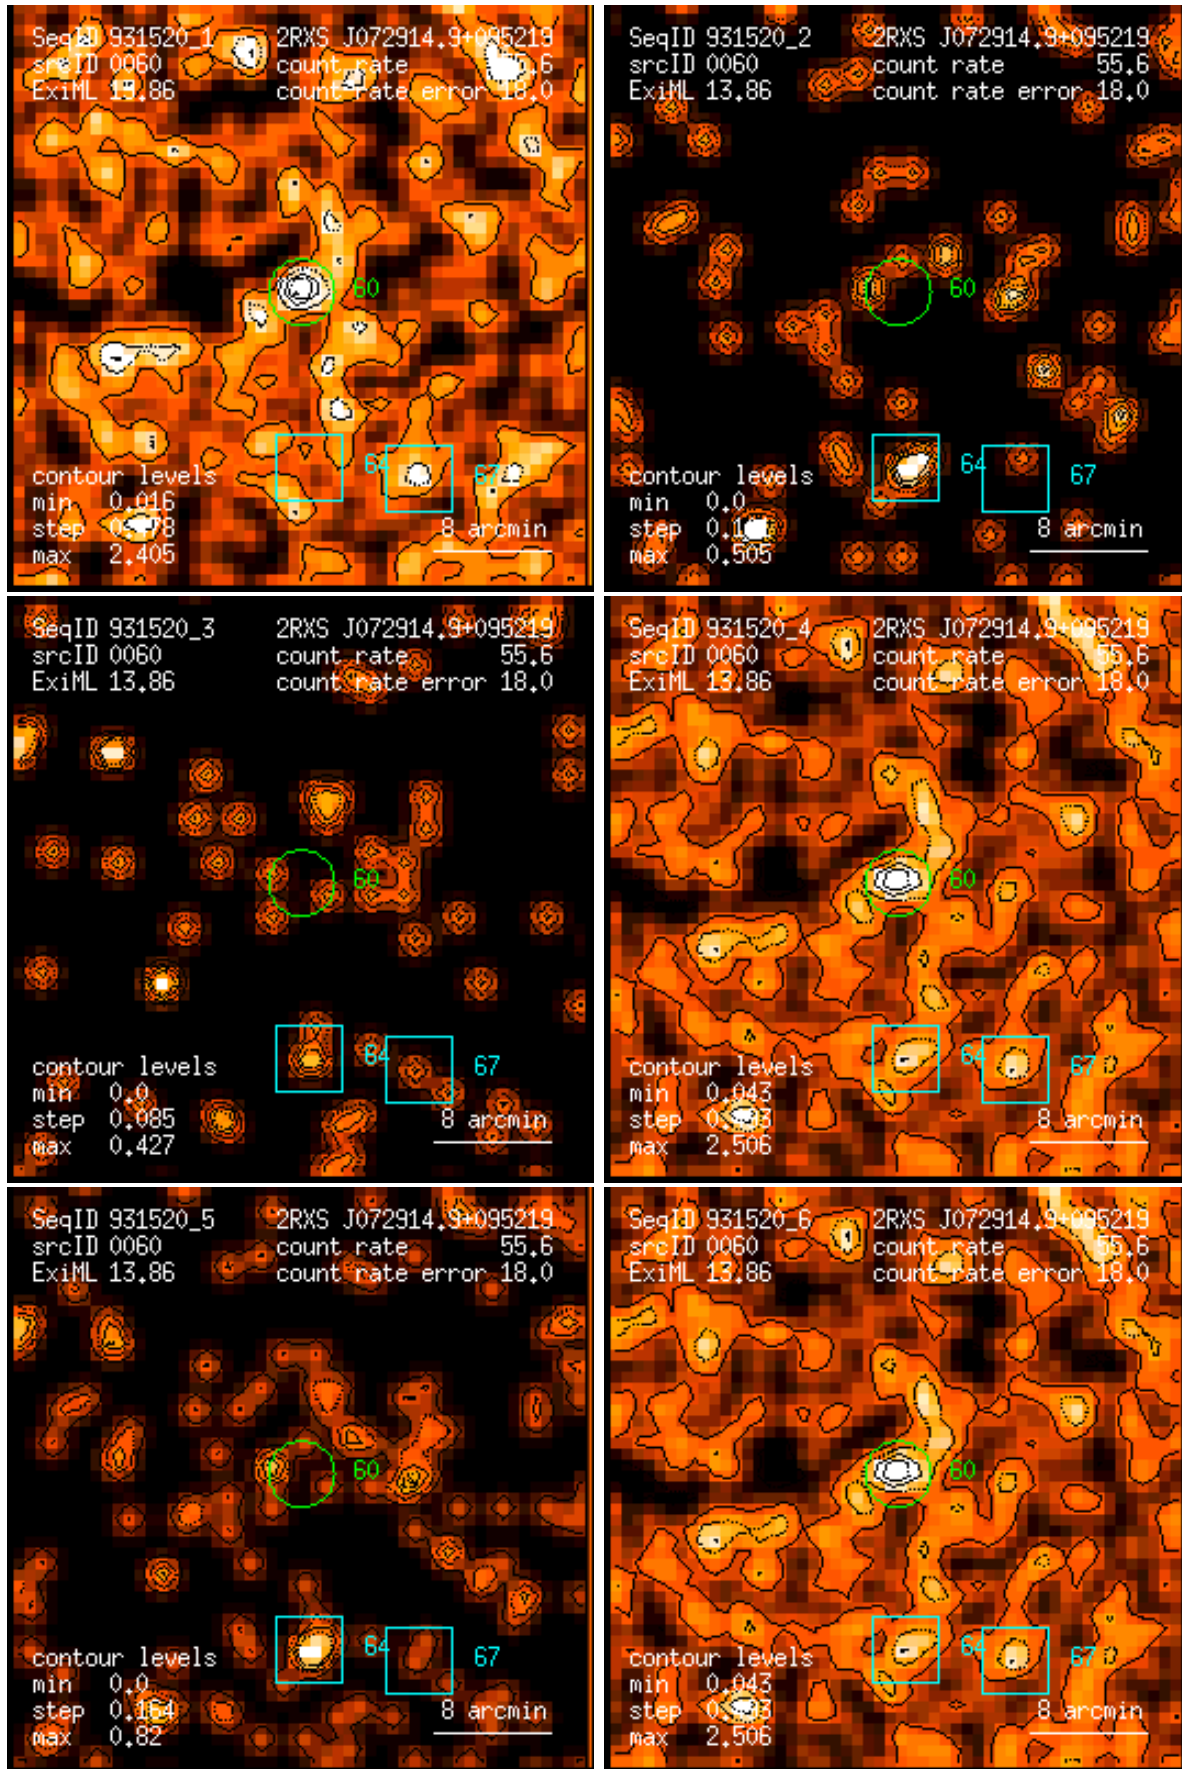 SeqID 931520_1 2RXS J072914.9+095219
srcID 0060 count rate
ExiML 13.86 count rate error 18.0
60
64 67
contour levels
min 0.016
step
max 2.405
8 arcmin
SeqID 931520_2 2RXS J072914.9+095219
srcID 0060 count rate 55.6
ExiML 13.86 count rate error 18.0
60
64 67
contour levels
min 0.0
step
max 0.505
8 arcmin
SeqID 931520_3 2RXS J072914.9+095219
srcID 0060 count rate 55.6
ExiML 13.86 count rate error 18.0
60
64 67
contour levels
min 0.0
step 0.085
max 0.427
8 arcmin
SeqID 931520_4 2RXS J072914.9+095219
srcID 0060 count rate 55.6
ExiML 13.86 count rate error 18.0
60
64 67
contour levels
min 0.043
step
max 2.506
8 arcmin
SeqID 931520_5 2RXS J072914.9+095219
srcID 0060 count rate 55.6
ExiML 13.86 count rate error 18.0
60
64 67
contour levels
min 0.0
step 0.164
max 0.82
8 arcmin
SeqID 931520_6 2RXS J072914.9+095219
srcID 0060 count rate 55.6
ExiML 13.86 count rate error 18.0
60
64 67
contour levels
min 0.043
step
max 2.506
8 arcmin